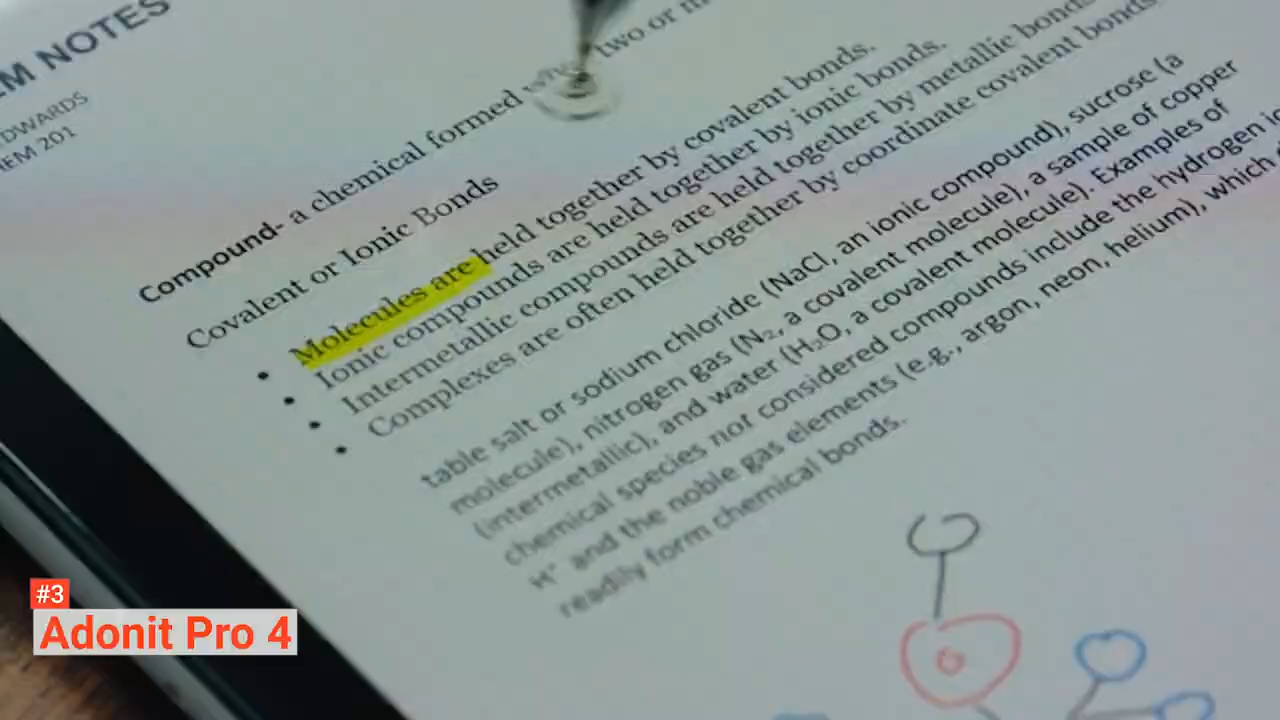 EM NOTES
EDWARDS
EM 201
Compound- a chemical formed when two or m
Covalent or Ionic Bonds
• Molecules are held together by covalent bonds.
• Ionic compounds are held together by ionic bonds.
• Intermetallic compounds are held together by metallic bonds.
• Complexes are often held together by coordinate covalent bonds.
table salt or sodium chloride (NaCl, an ionic compound), sucrose (a
molecule), nitrogen gas (N₂, a covalent molecule), a sample of copper
(intermetallic), and water (H₂O, a covalent molecule). Examples of
chemical species not considered compounds include the hydrogen io
H⁺ and the noble gas elements (e.g., argon, neon, helium), which
readily form chemical bonds.
#3
Adonit Pro 4